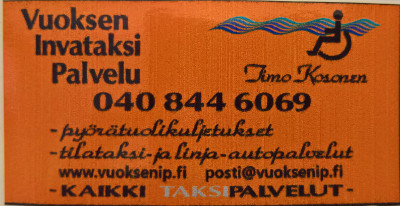 Vuoksen
Invataksi
Palvelu
Timo Kosonen
040 844 6069
-pyörätuolikuljetukset
-tilataksi-ja linja-autopalvelut
www.vuoksenip.fi posti@vuoksenip.fi
- KAIKKI TAKSIPALVELUT -